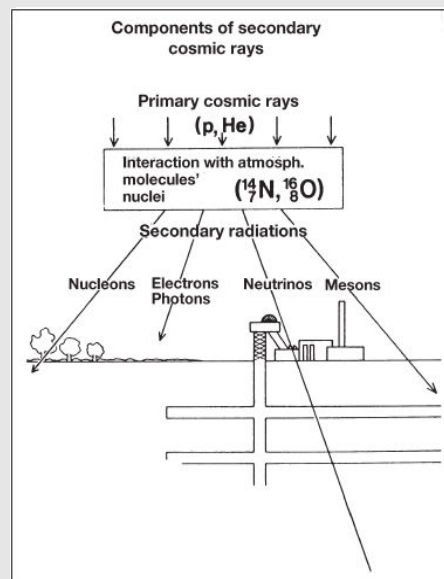 Components of secondary
cosmic rays
Primary cosmic rays
(p, He)
Interaction with atmosph.
molecules'
nuclei
(¹⁴₇N, ¹⁶₈O)
Secondary radiations
Nucleons Electrons Neutrinos Mesons
Photons